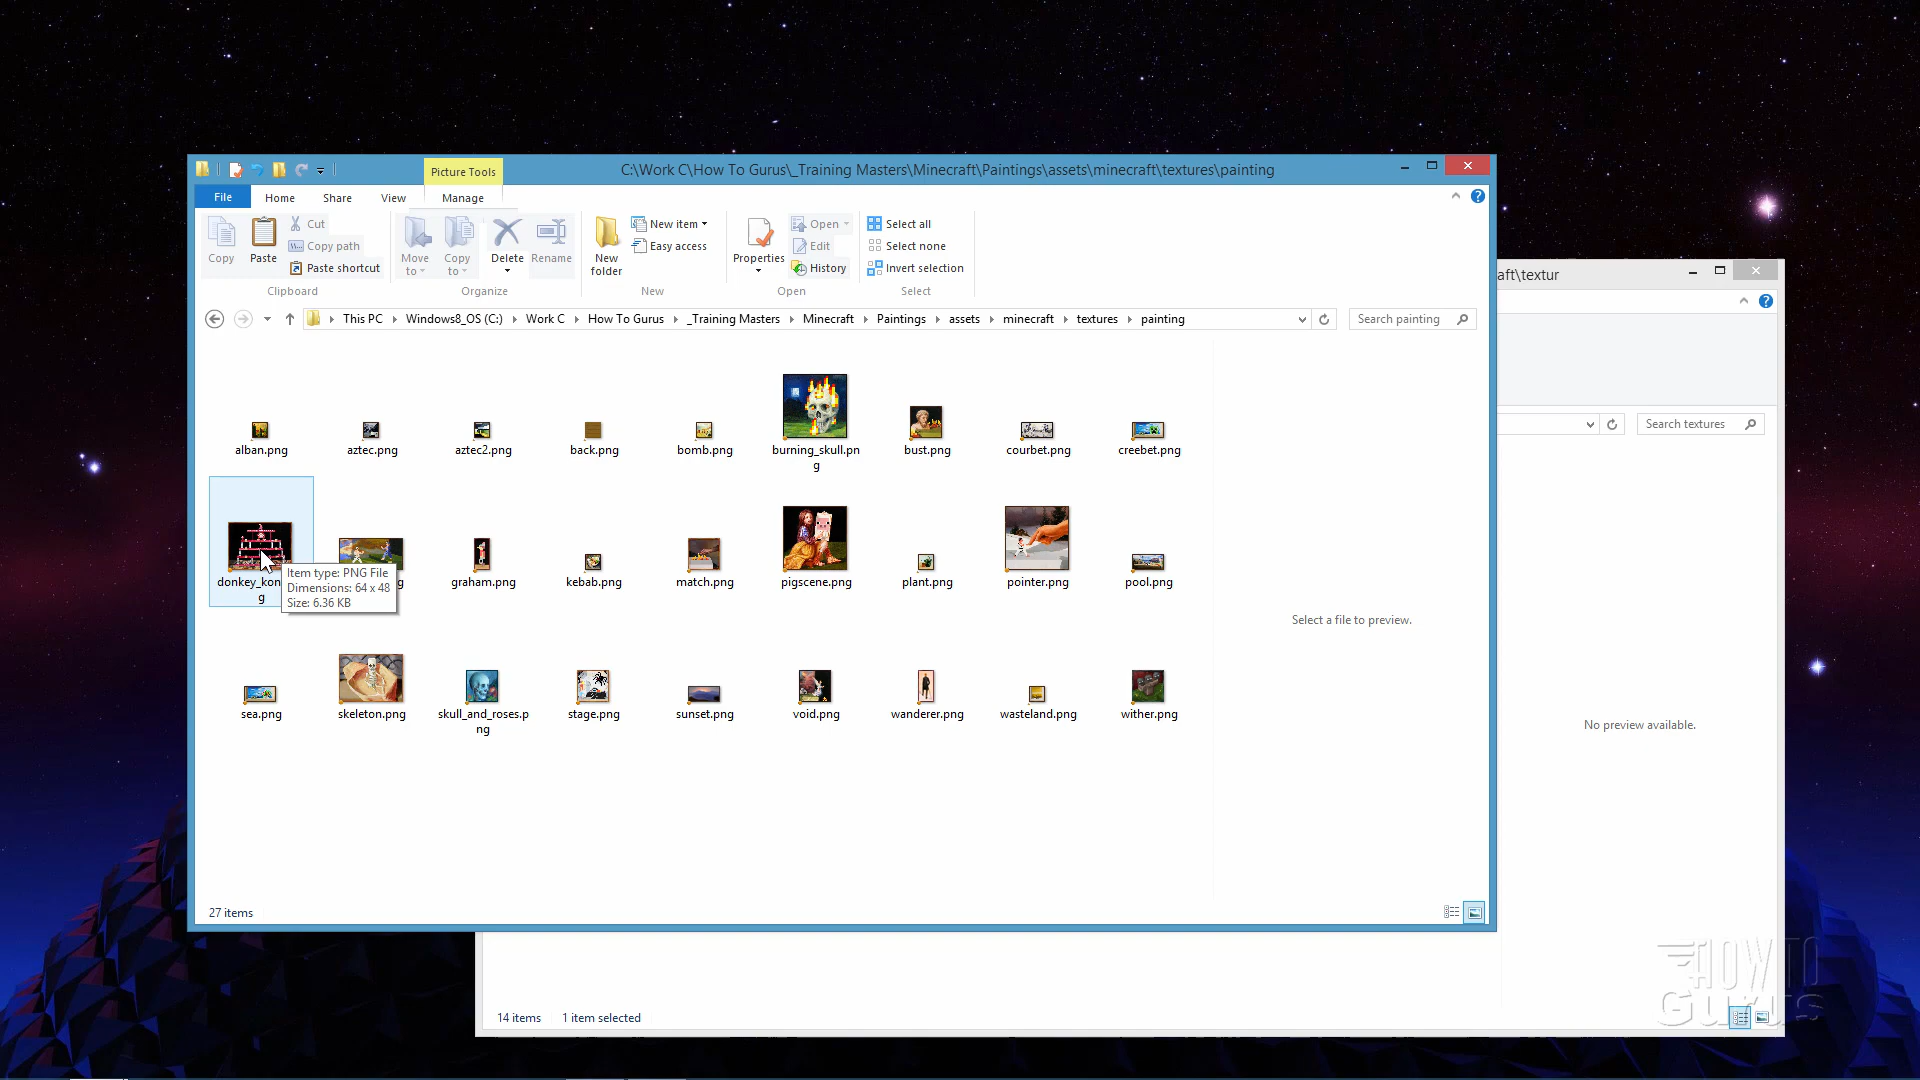 Picture Tools
C:\Work C\How To Gurus\_Training Masters\Minecraft\Paintings\assets\minecraft\textures\painting
File
Home
Share
View
Manage
Copy
Paste
Cut
Copy path
Paste shortcut
Clipboard
Move
to
Copy
to
Delete
Rename
Organize
New
folder
New item
Easy access
New
Properties
Open
Edit
History
Open
Select all
Select none
Invert selection
Select
aft\textur
This PC
Windows8_OS (C:)
Work C
How To Gurus
_Training Masters
Minecraft
Paintings
assets
minecraft
textures
painting
Search painting
Search textures
alban.png
aztec.png
aztec2.png
back.png
bomb.png
burning_skull.pn
g
bust.png
courbet.png
creebet.png
donkey_kon
g
g
graham.png
kebab.png
match.png
pigscene.png
plant.png
pointer.png
pool.png
Item type: PNG File
Dimensions: 64 x 48
Size: 6.36 KB
Select a file to preview.
sea.png
skeleton.png
skull_and_roses.p
ng
stage.png
sunset.png
void.png
wanderer.png
wasteland.png
wither.png
No preview available.
27 items
14 items
1 item selected
HOW TO
GURUS